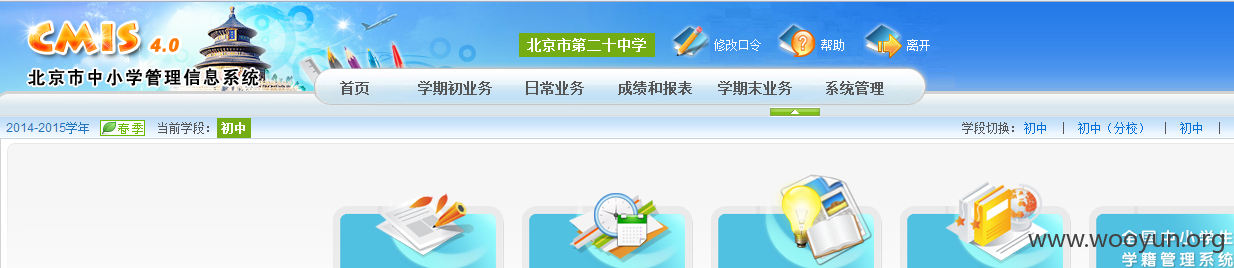 CMIS 4.0
北京市中小学管理信息系统
北京市第二十中学 修改口令 帮助 离开
首页 学期初业务 日常业务 成绩和报表 学期末业务 系统管理
2014-2015学年 春季 当前学段： 初中 学段切换： 初中 | 初中（分校） | 初中 |
全国中小学生
学籍管理系统
www.wooyun.org